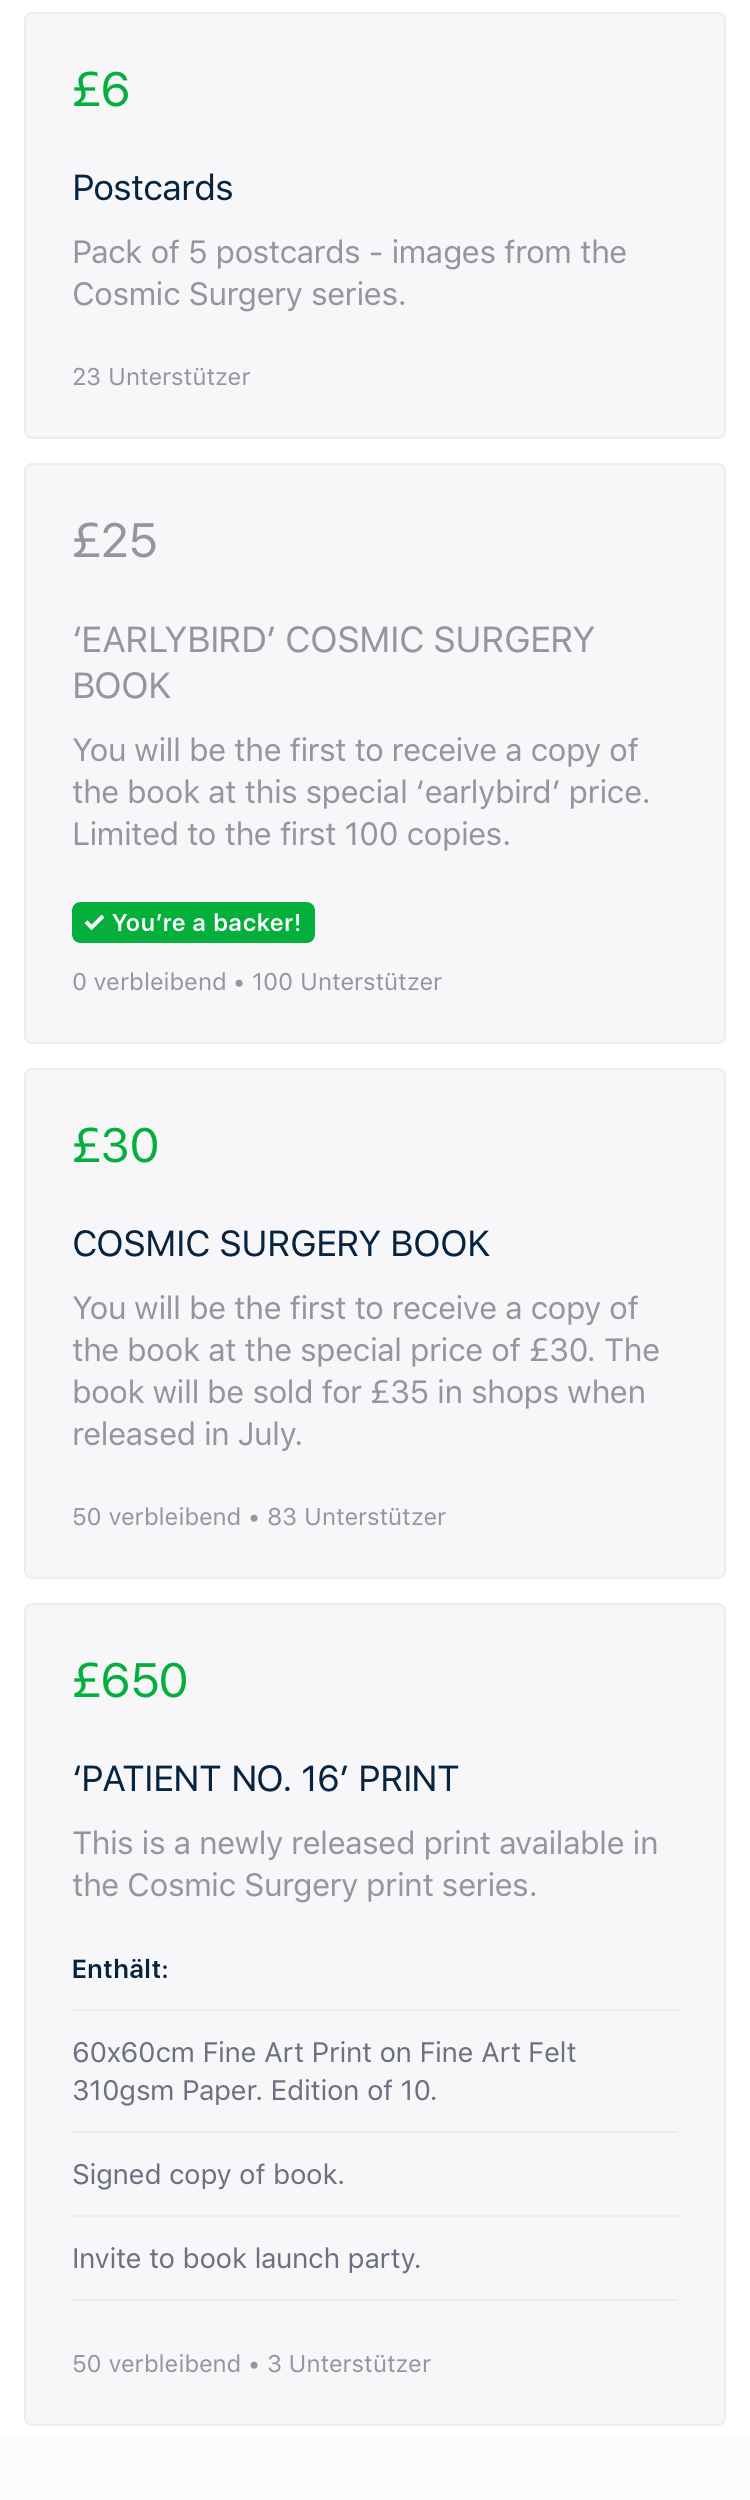 £6
Postcards
Pack of 5 postcards - images from the
Cosmic Surgery series.
23 Unterstützer
£25
‘EARLYBIRD’ COSMIC SURGERY
BOOK
You will be the first to receive a copy of
the book at this special ‘earlybird’ price.
Limited to the first 100 copies.
You’re a backer!
0 verbleibend • 100 Unterstützer
£30
COSMIC SURGERY BOOK
You will be the first to receive a copy of
the book at the special price of £30. The
book will be sold for £35 in shops when
released in July.
50 verbleibend • 83 Unterstützer
£650
‘PATIENT NO. 16’ PRINT
This is a newly released print available in
the Cosmic Surgery print series.
Enthält:
60x60cm Fine Art Print on Fine Art Felt
310gsm Paper. Edition of 10.
Signed copy of book.
Invite to book launch party.
50 verbleibend • 3 Unterstützer